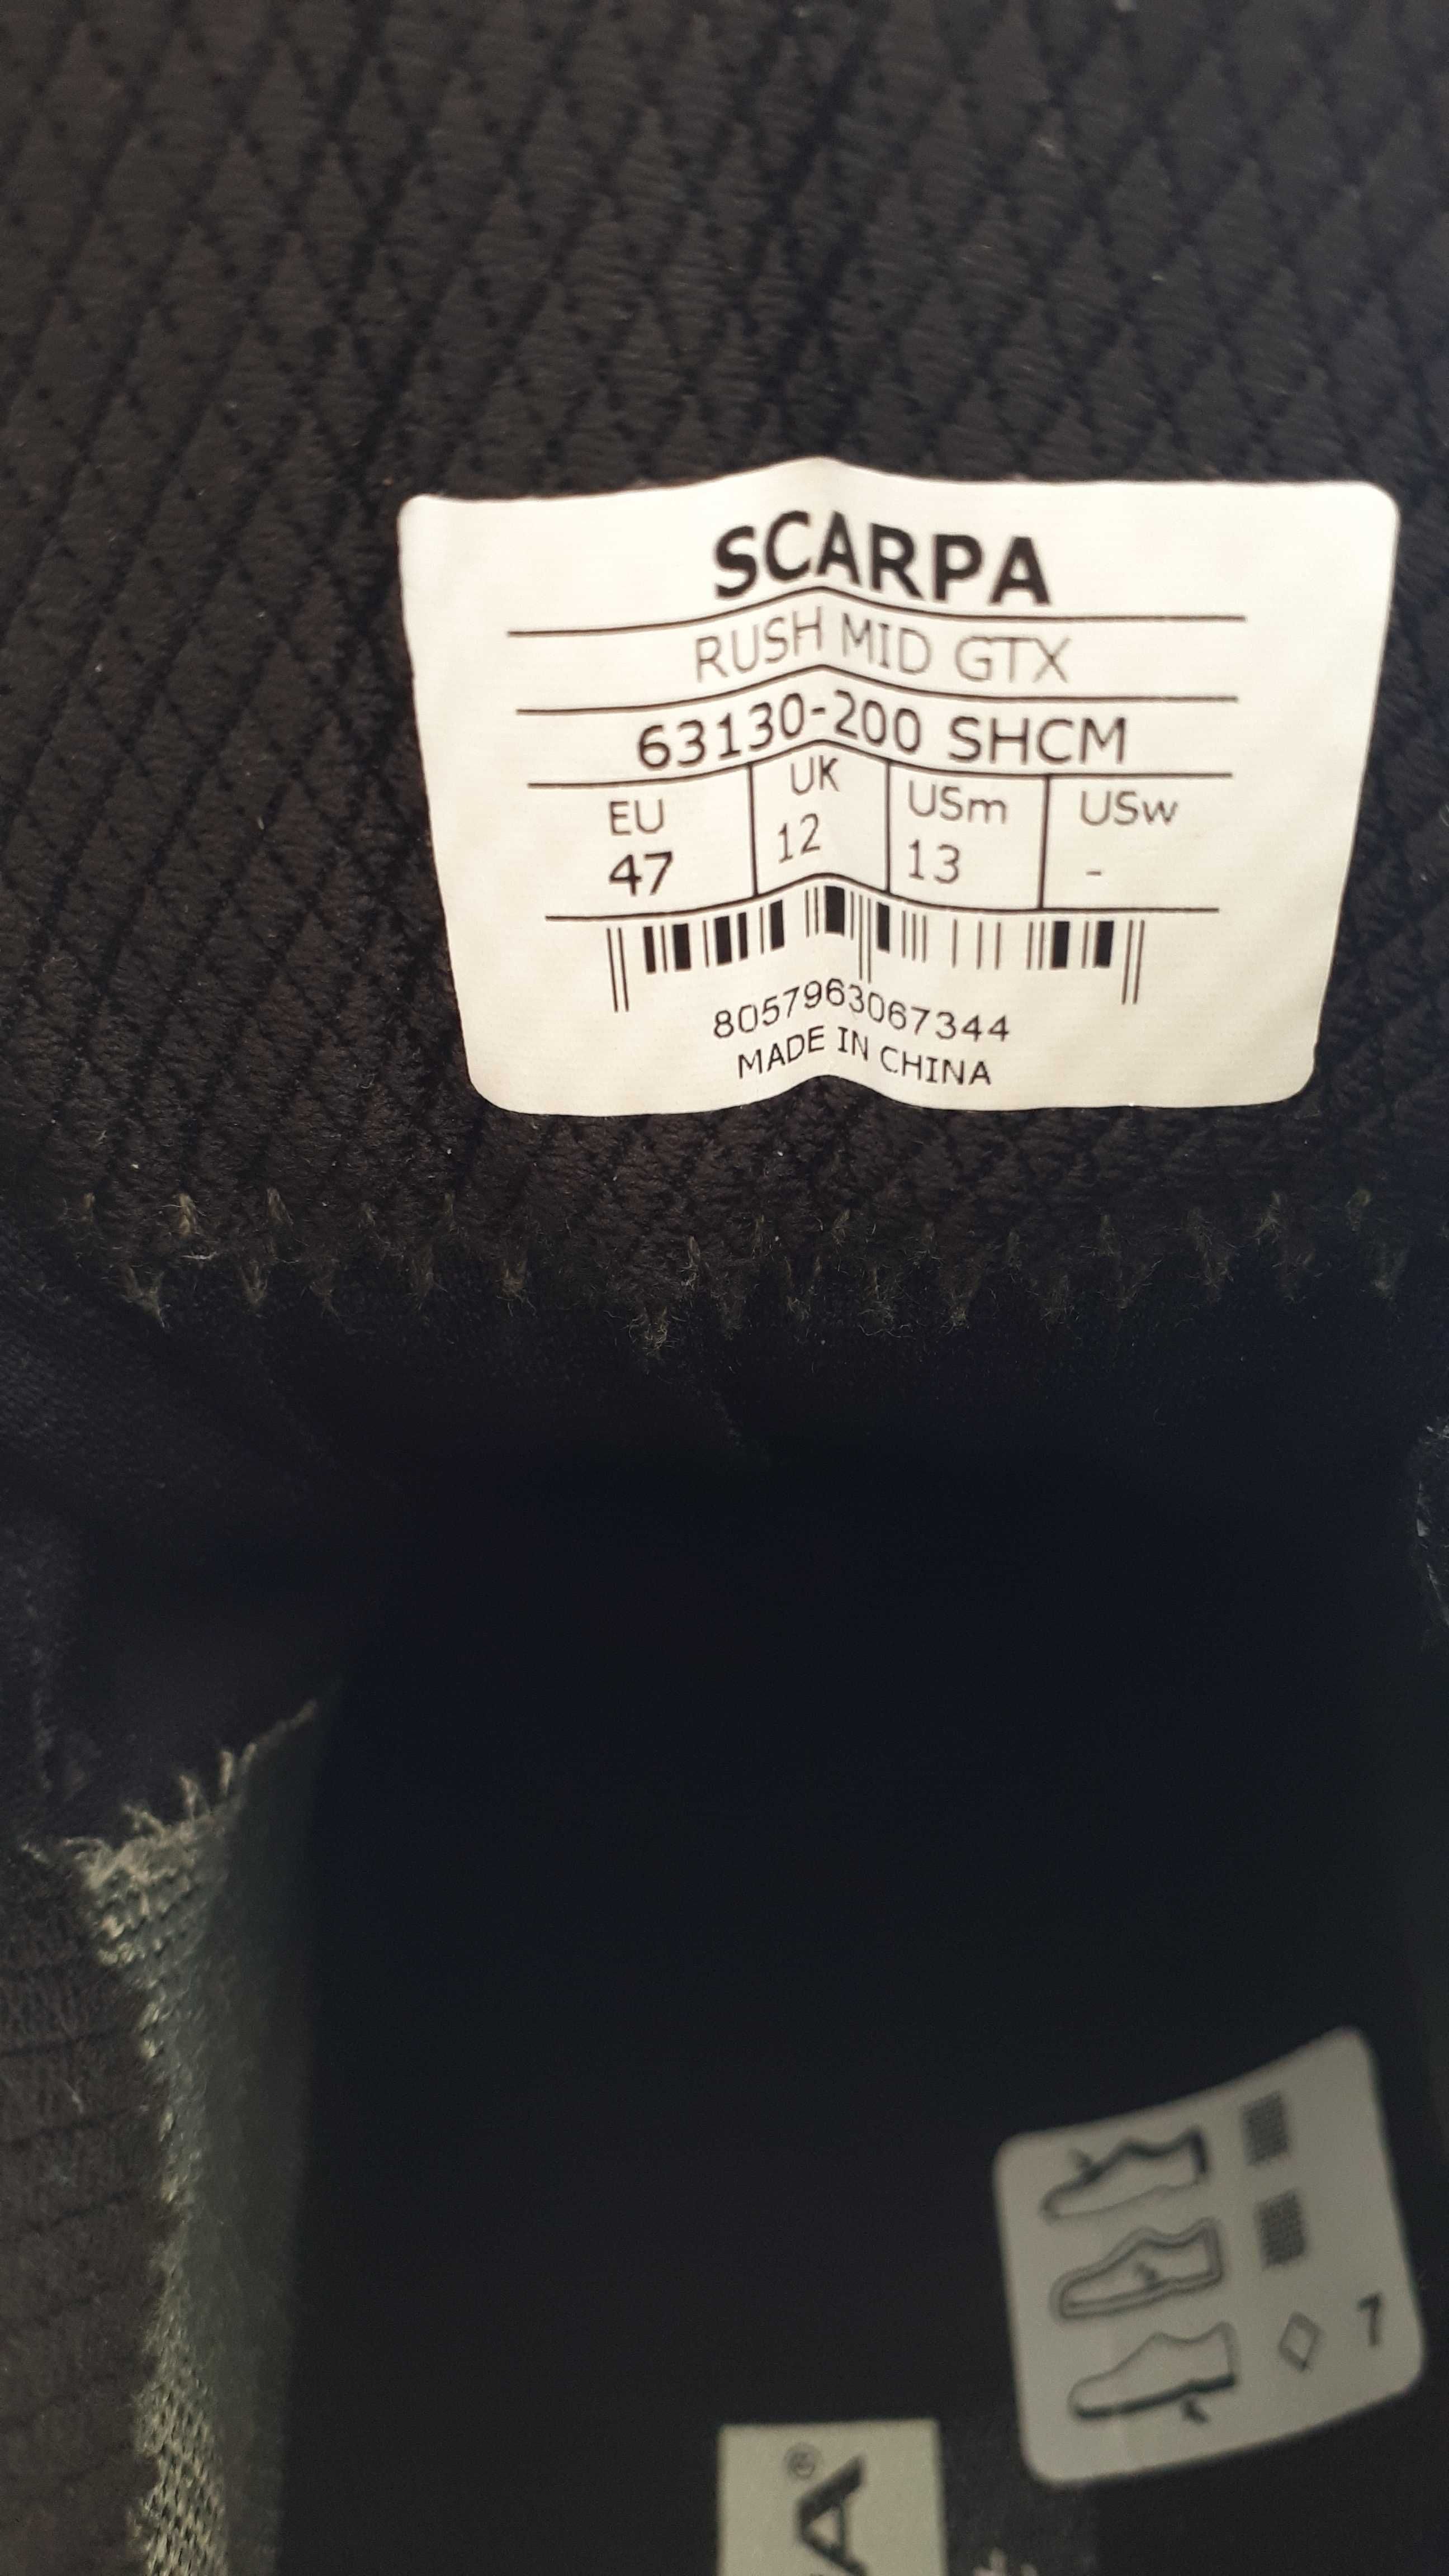 SCARPA
RUSH MID GTX
63130-200 SHCM
EU UK USm USw
47 12 13 -
8057963067344
MADE IN CHINA
7